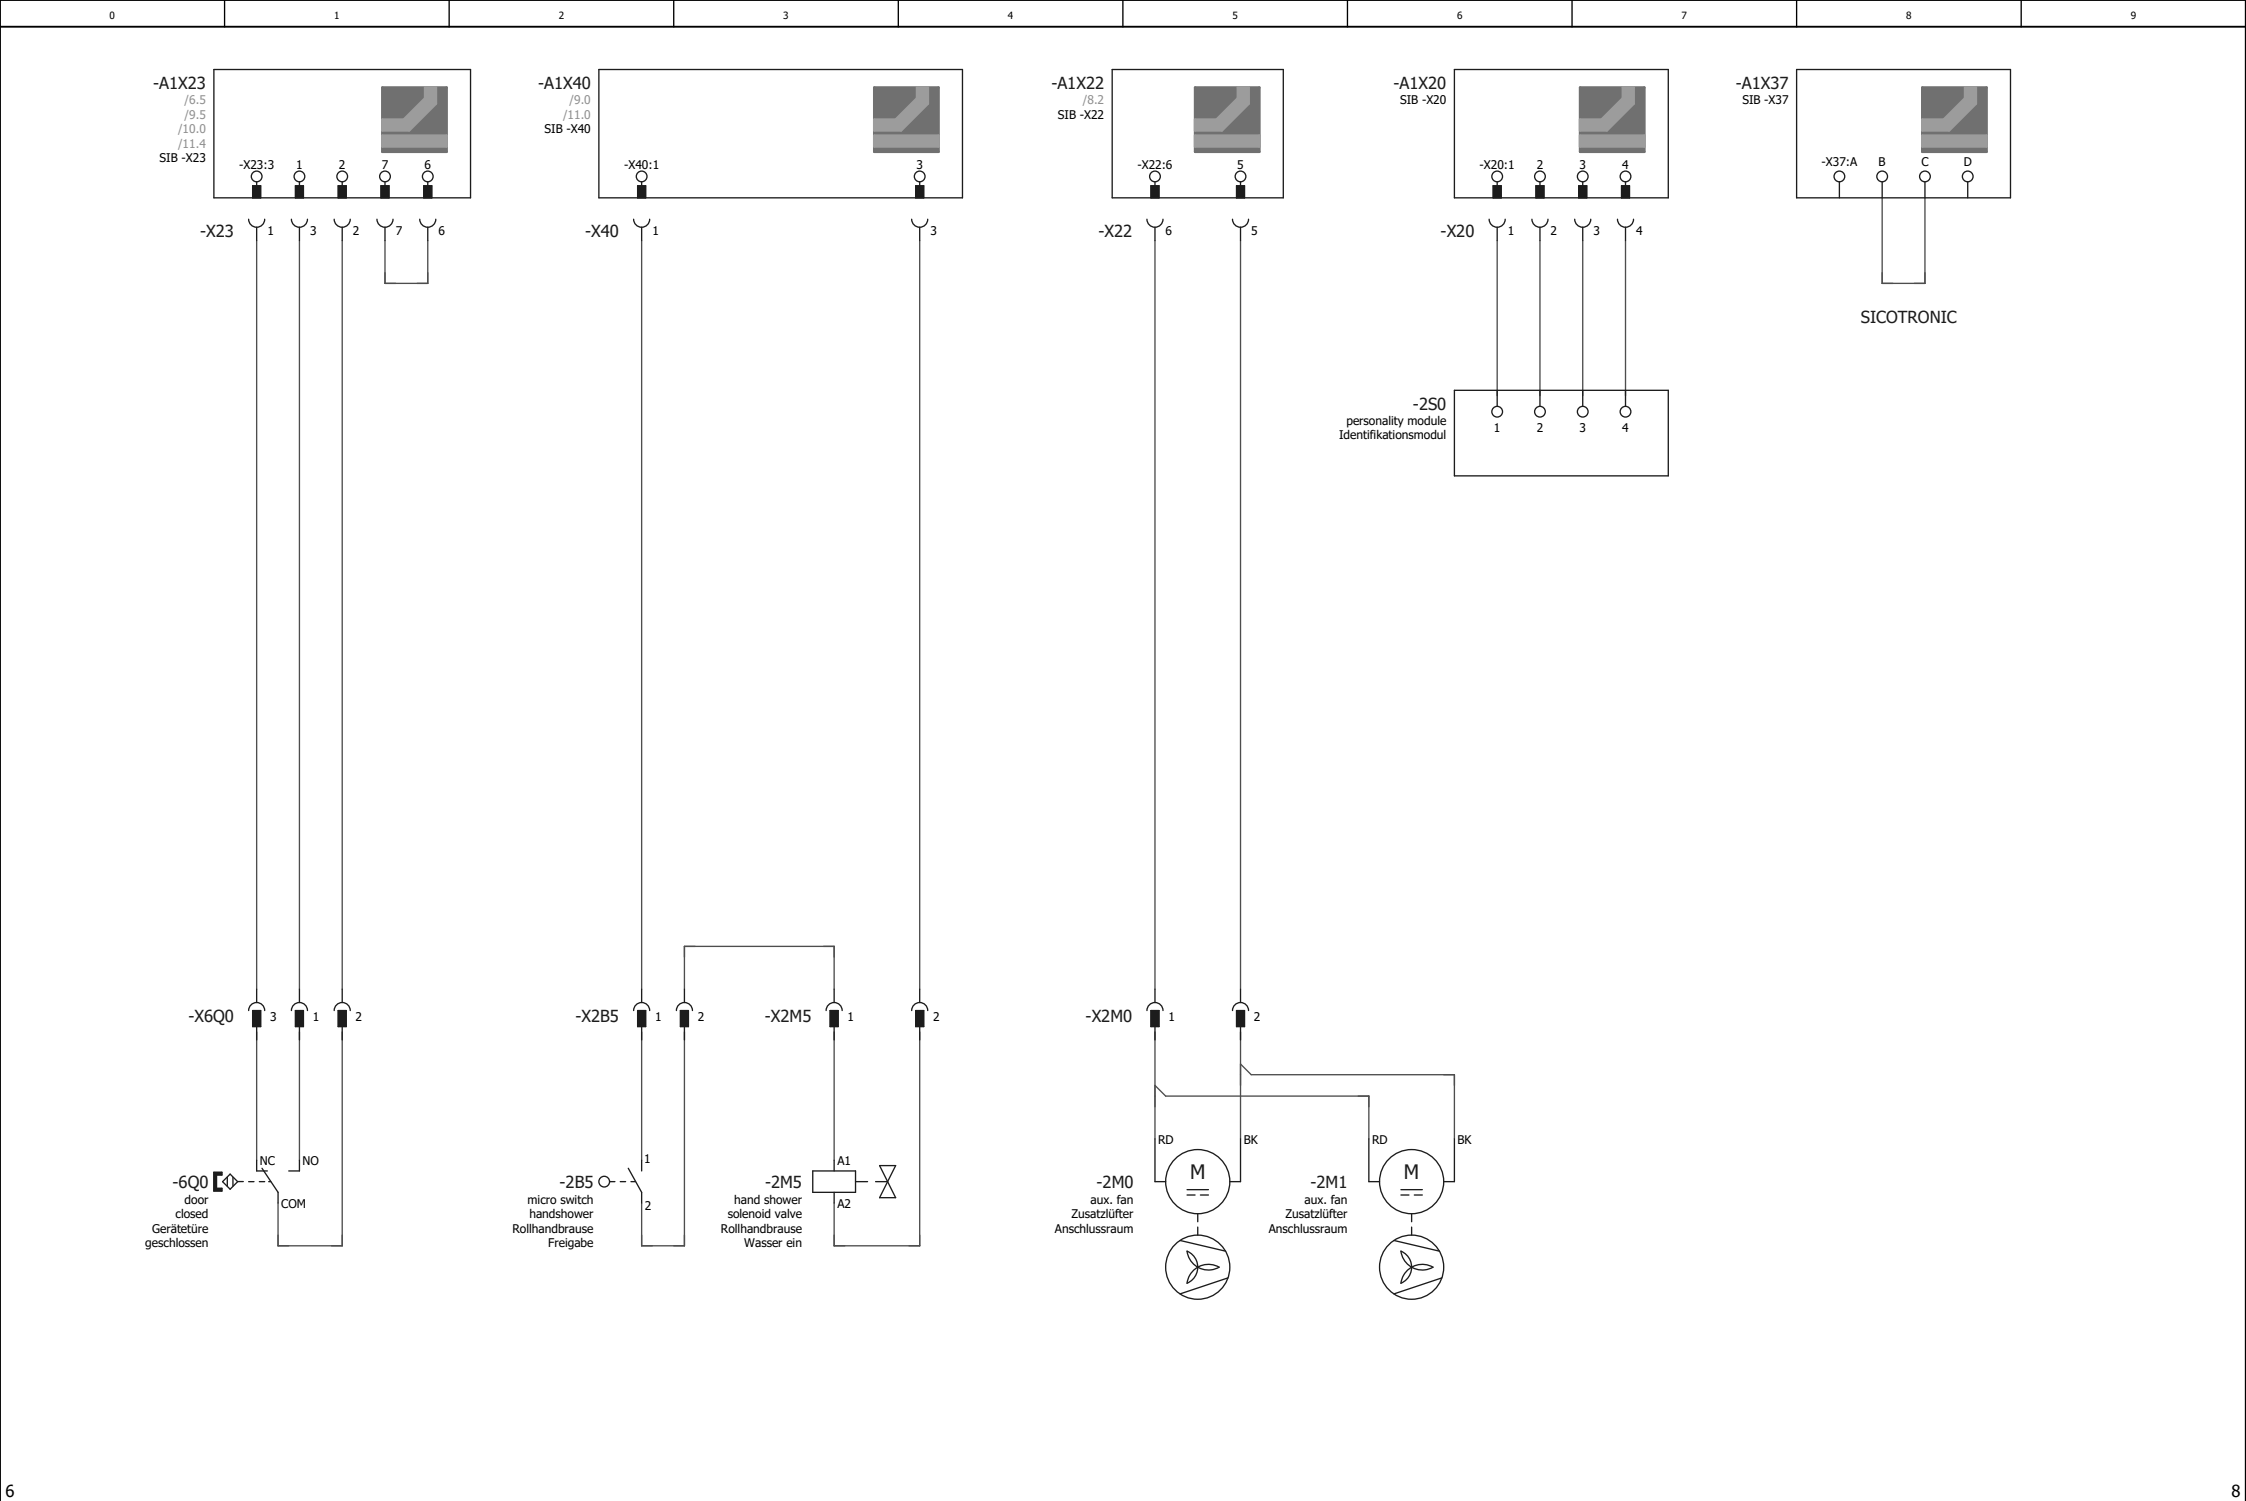 0 1 2 3 4 5 6 7 8 9
-A1X23
/6.5
/9.5
/10.0
/11.4
SIB -X23
-X23:3 1 2 7 6
-X23 1 3 2 7 6
-A1X40
/9.0
/11.0
SIB -X40
-X40:1 3
-X40 1 3
-A1X22
/8.2
SIB -X22
-X22:6 5
-X22 6 5
-A1X20
SIB -X20
-X20:1 2 3 4
-X20 1 2 3 4
-A1X37
SIB -X37
-X37:A B C D
SICOTRONIC
-2S0
personality module
Identifikationsmodul
1 2 3 4
-X6Q0 3 1 2
-X2B5 1 2
-X2M5 1 2
-X2M0 1 2
NC NO
COM
-6Q0
door
closed
Gerätetüre
geschlossen
1
2
-2B5
micro switch
handshower
Rollhandbrause
Freigabe
A1
A2
-2M5
hand shower
solenoid valve
Rollhandbrause
Wasser ein
RD BK
M
-2M0
aux. fan
Zusatzlüfter
Anschlussraum
RD BK
M
-2M1
aux. fan
Zusatzlüfter
Anschlussraum
6 8